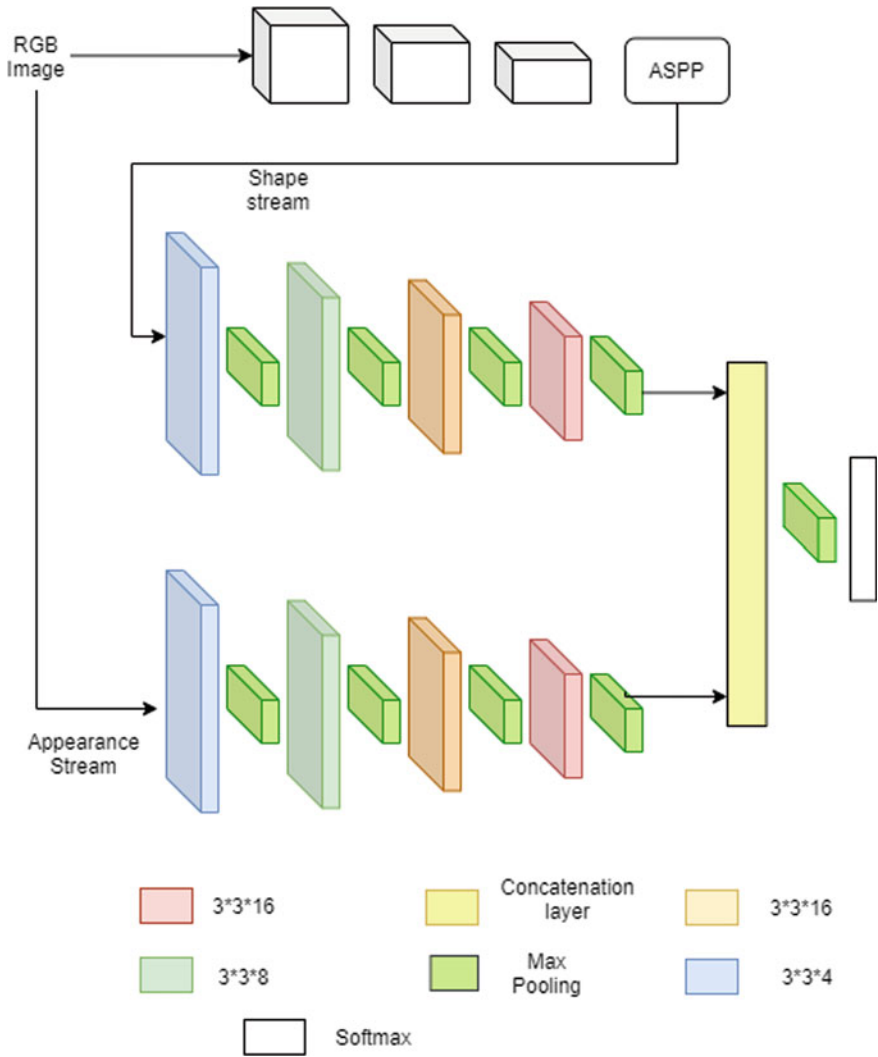 RGB
Image
ASPP
Shape
stream
Appearance
Stream
3*3*16
Concatenation
layer
3*3*16
3*3*8
Max
Pooling
3*3*4
Softmax